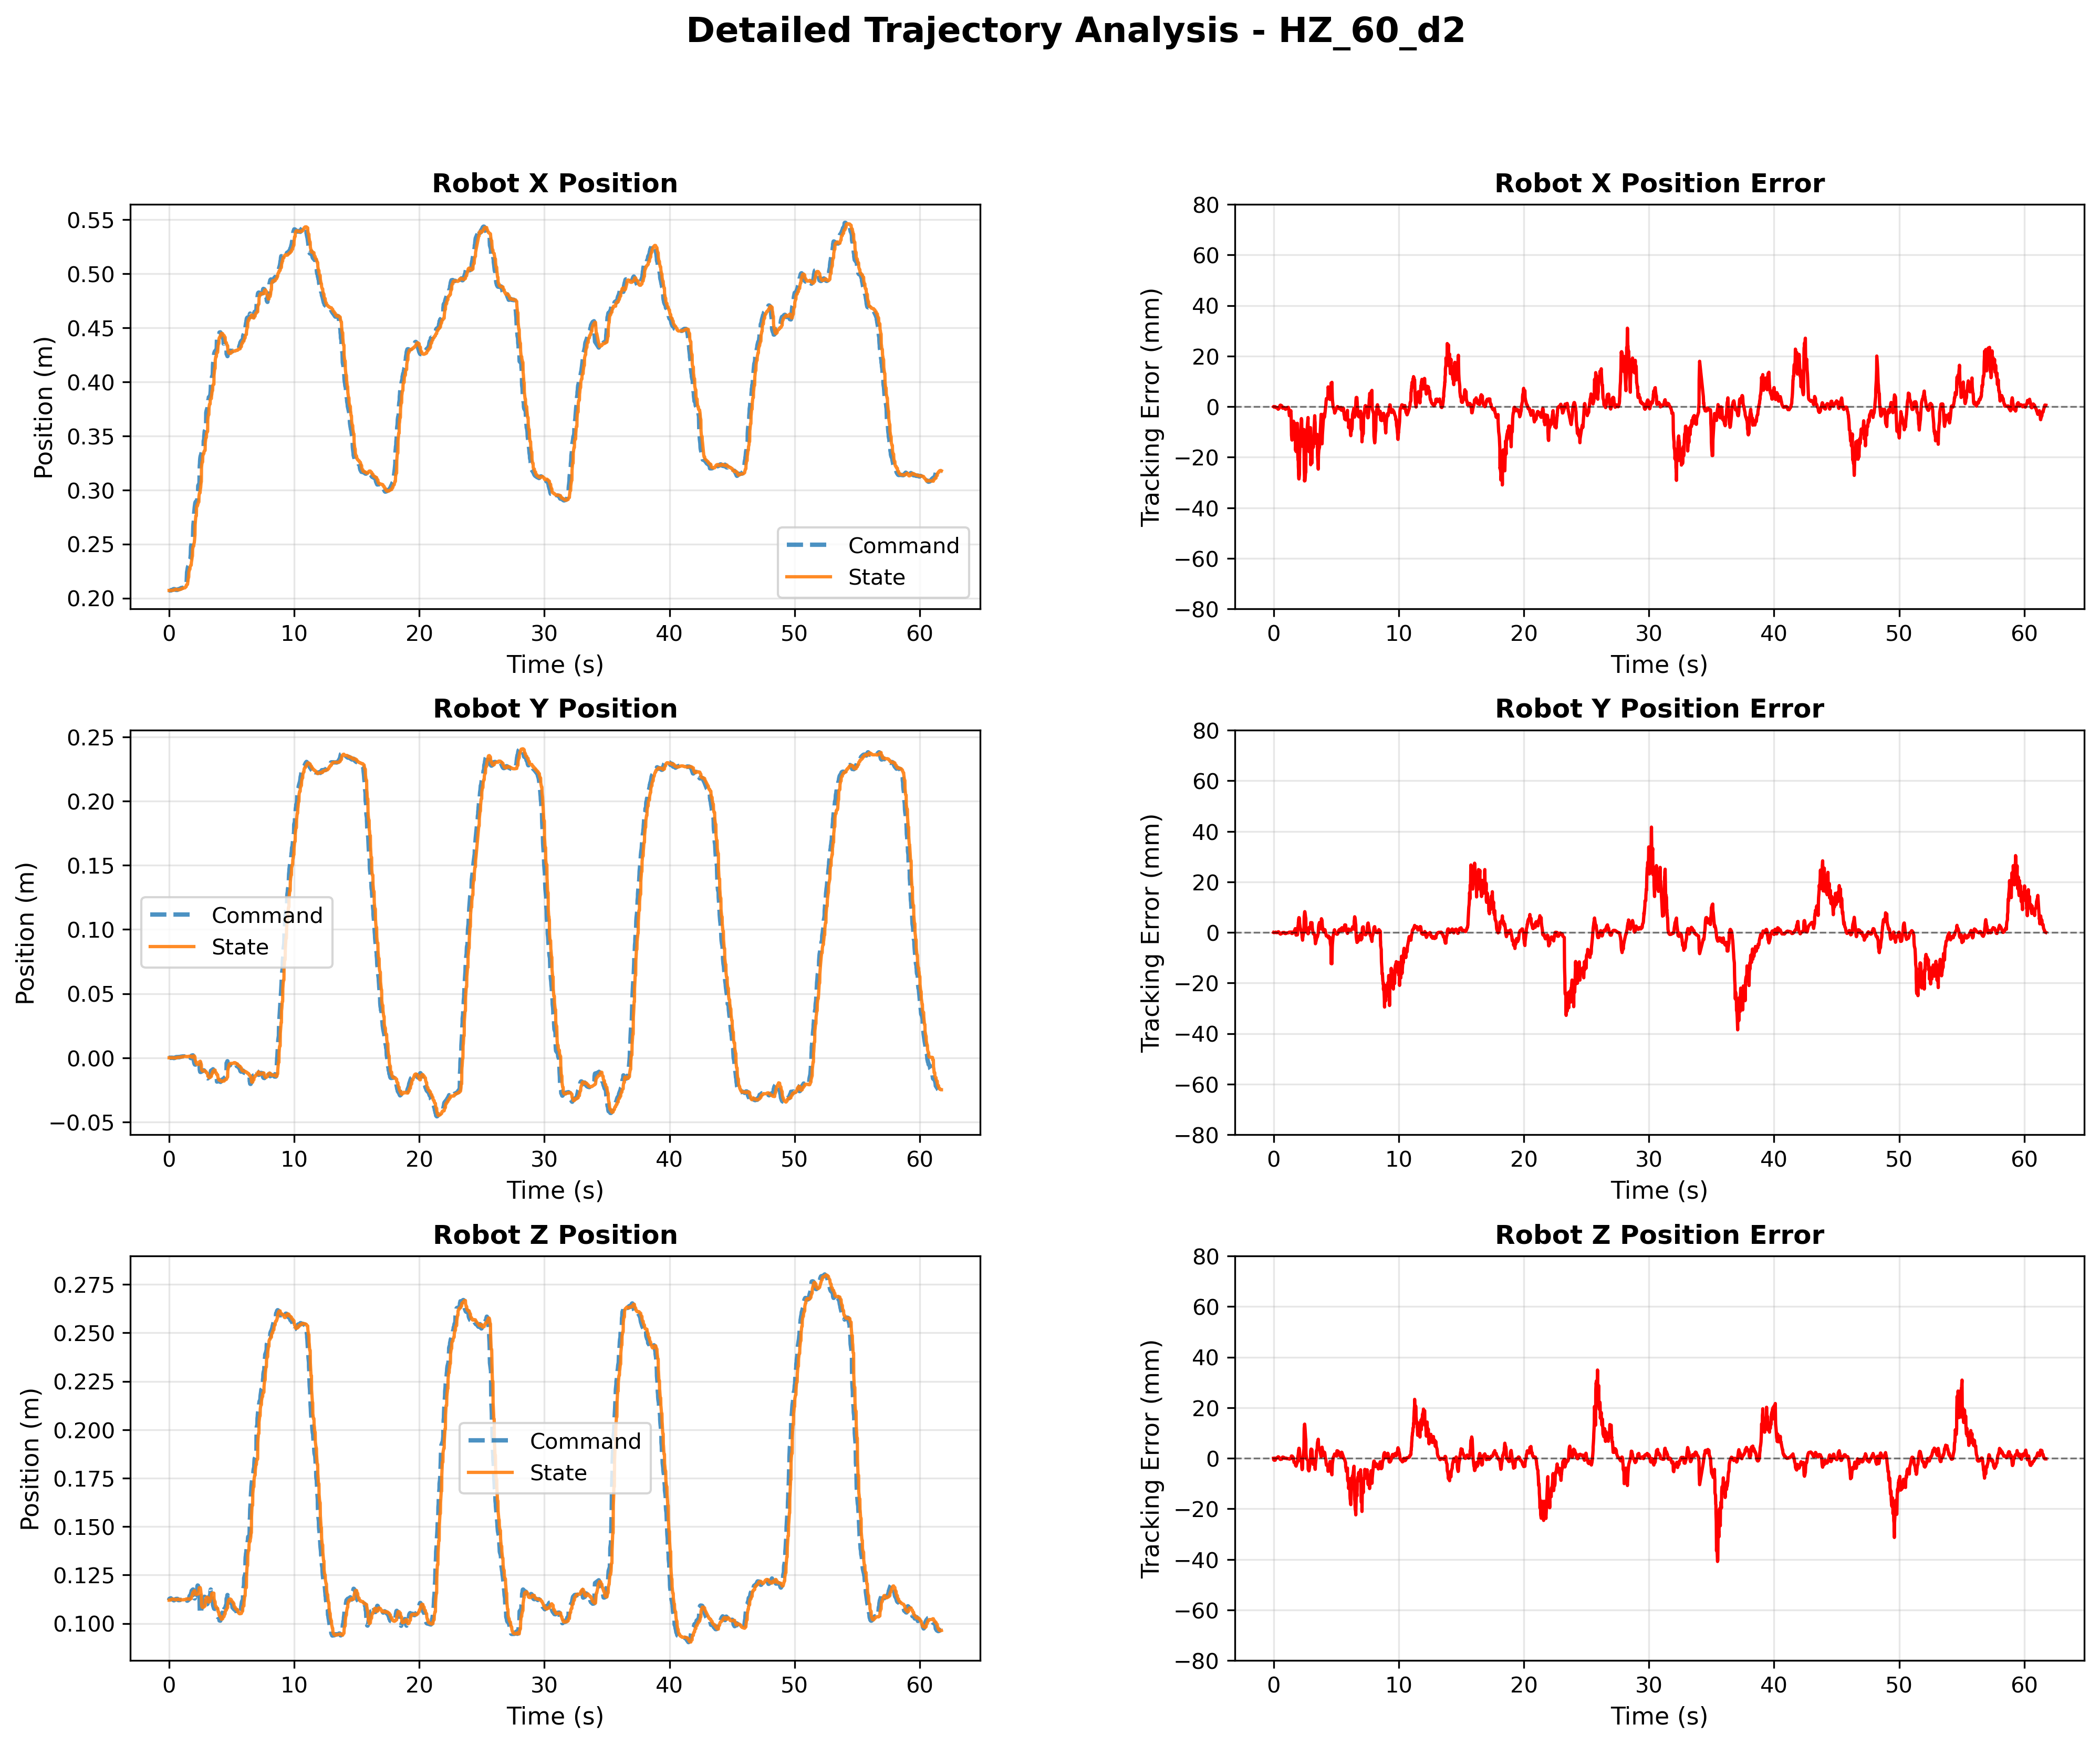 Detailed Trajectory Analysis - HZ_60_d2
Robot X Position
Position (m)
0.55
0.50
0.45
0.40
0.35
0.30
0.25
0.20
Command
State
0 10 20 30 40 50 60
Time (s)
Robot X Position Error
Tracking Error (mm)
80
60
40
20
0
−20
−40
−60
−80
0 10 20 30 40 50 60
Time (s)
Robot Y Position
Position (m)
0.25
0.20
0.15
0.10
0.05
0.00
−0.05
Command
State
0 10 20 30 40 50 60
Time (s)
Robot Y Position Error
Tracking Error (mm)
80
60
40
20
0
−20
−40
−60
−80
0 10 20 30 40 50 60
Time (s)
Robot Z Position
Position (m)
0.275
0.250
0.225
0.200
0.175
0.150
0.125
0.100
Command
State
0 10 20 30 40 50 60
Time (s)
Robot Z Position Error
Tracking Error (mm)
80
60
40
20
0
−20
−40
−60
−80
0 10 20 30 40 50 60
Time (s)